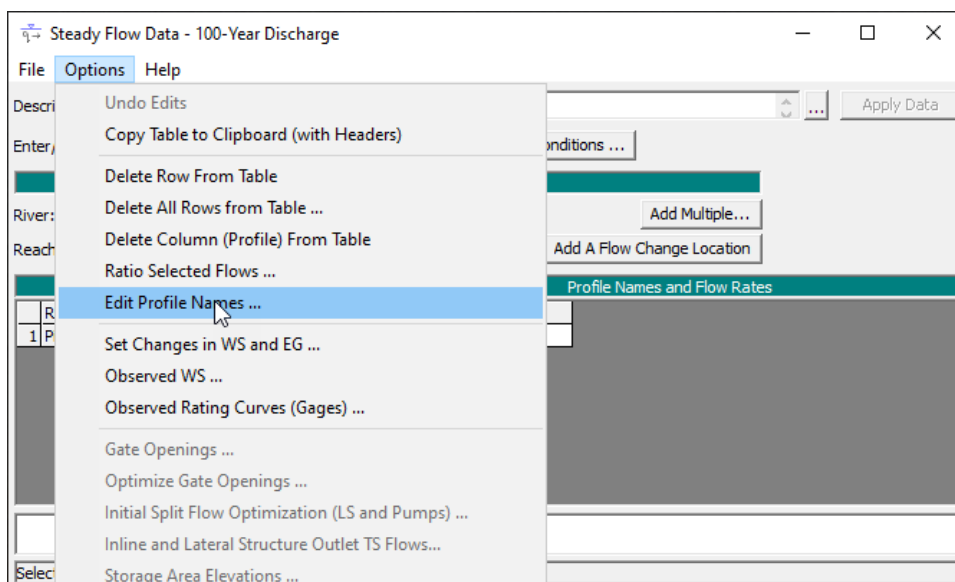 Steady Flow Data - 100-Year Discharge
File Options Help
Descri
... Apply Data
Enter/
onditions ...
River:
Add Multiple...
Reach
Add A Flow Change Location
Profile Names and Flow Rates
R
1 P
Selec
Undo Edits
Copy Table to Clipboard (with Headers)
Delete Row From Table
Delete All Rows from Table ...
Delete Column (Profile) From Table
Ratio Selected Flows ...
Edit Profile Names ...
Set Changes in WS and EG ...
Observed WS ...
Observed Rating Curves (Gages) ...
Gate Openings ...
Optimize Gate Openings ...
Initial Split Flow Optimization (LS and Pumps) ...
Inline and Lateral Structure Outlet TS Flows...
Storage Area Elevations ...